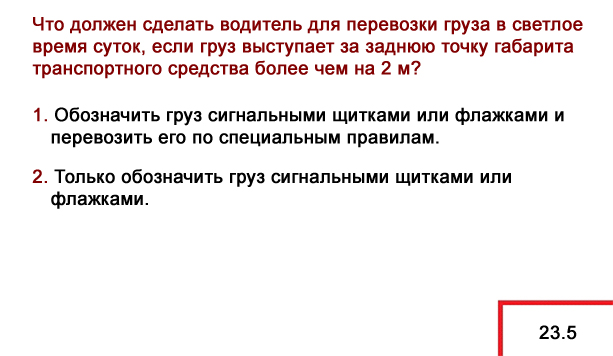 Что должен сделать водитель для перевозки груза в светлое
время суток, если груз выступает за заднюю точку габарита
транспортного средства более чем на 2 м?
1. Обозначить груз сигнальными щитками или флажками и
перевозить его по специальным правилам.
2. Только обозначить груз сигнальными щитками или
флажками.
23.5